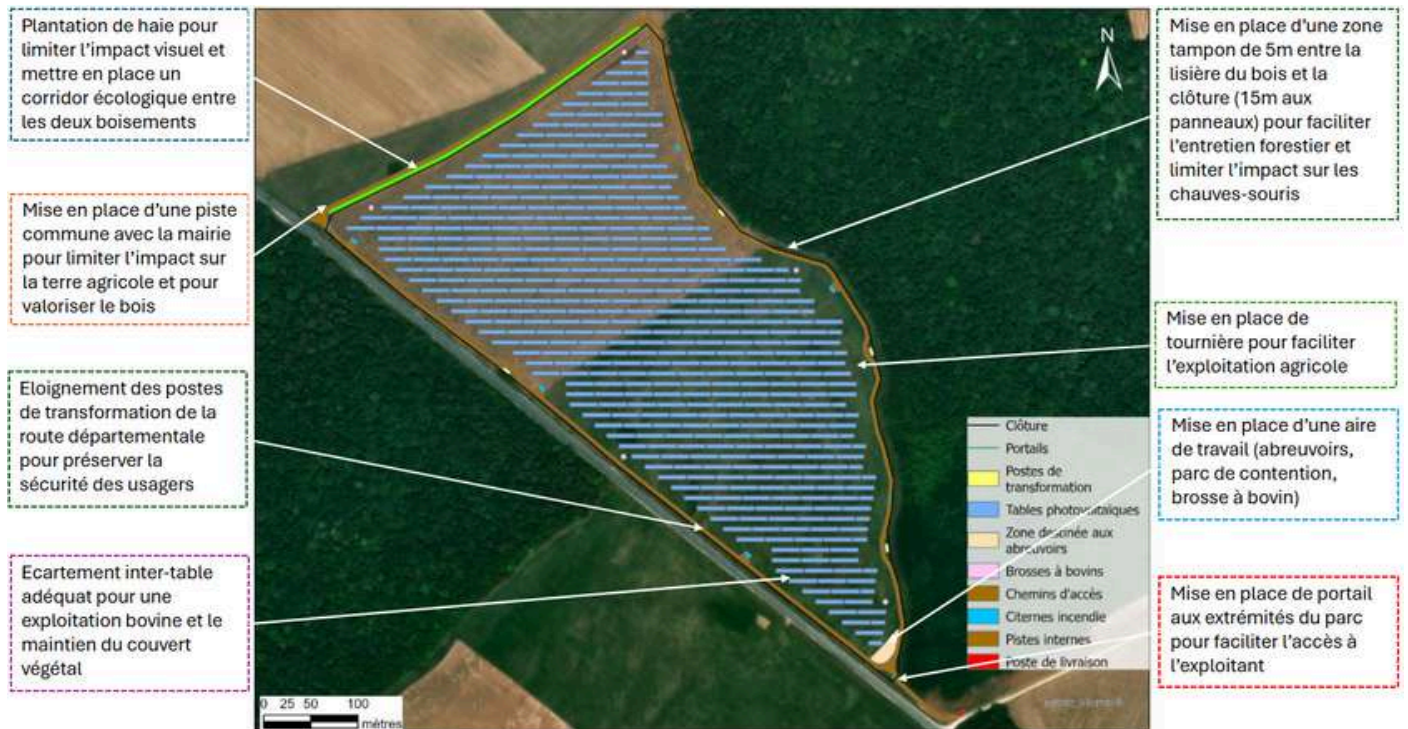 Plantation de haie pour
limiter l'impact visuel et
mettre en place un
corridor écologique entre
les deux boisements
Mise en place d'une piste
commune avec la mairie
pour limiter l'impact sur
la terre agricole et pour
valoriser le bois
Eloignement des postes
de transformation de la
route départementale
pour préserver la
sécurité des usagers
Ecartement inter-table
adéquat pour une
exploitation bovine et le
maintien du couvert
végétal
N
Mise en place d'une zone
tampon de 5m entre la
lisière du bois et la
clôture (15m aux
panneaux) pour faciliter
l'entretien forestier et
limiter l'impact sur les
chauves-souris
Mise en place de
tournière pour faciliter
l'exploitation agricole
Mise en place d'une aire
de travail (abreuvoirs,
parc de contention,
brosse à bovin)
Mise en place de portail
aux extrémités du parc
pour faciliter l'accès à
l'exploitant
Clôture
Portails
Postes de
transformation
Tables photovoltaïques
Zone destinée aux
abreuvoirs
Brosses à bovins
Chemins d'accès
Citernes incendie
Pistes internes
Poste de livraison
0 25 50 100
mètres